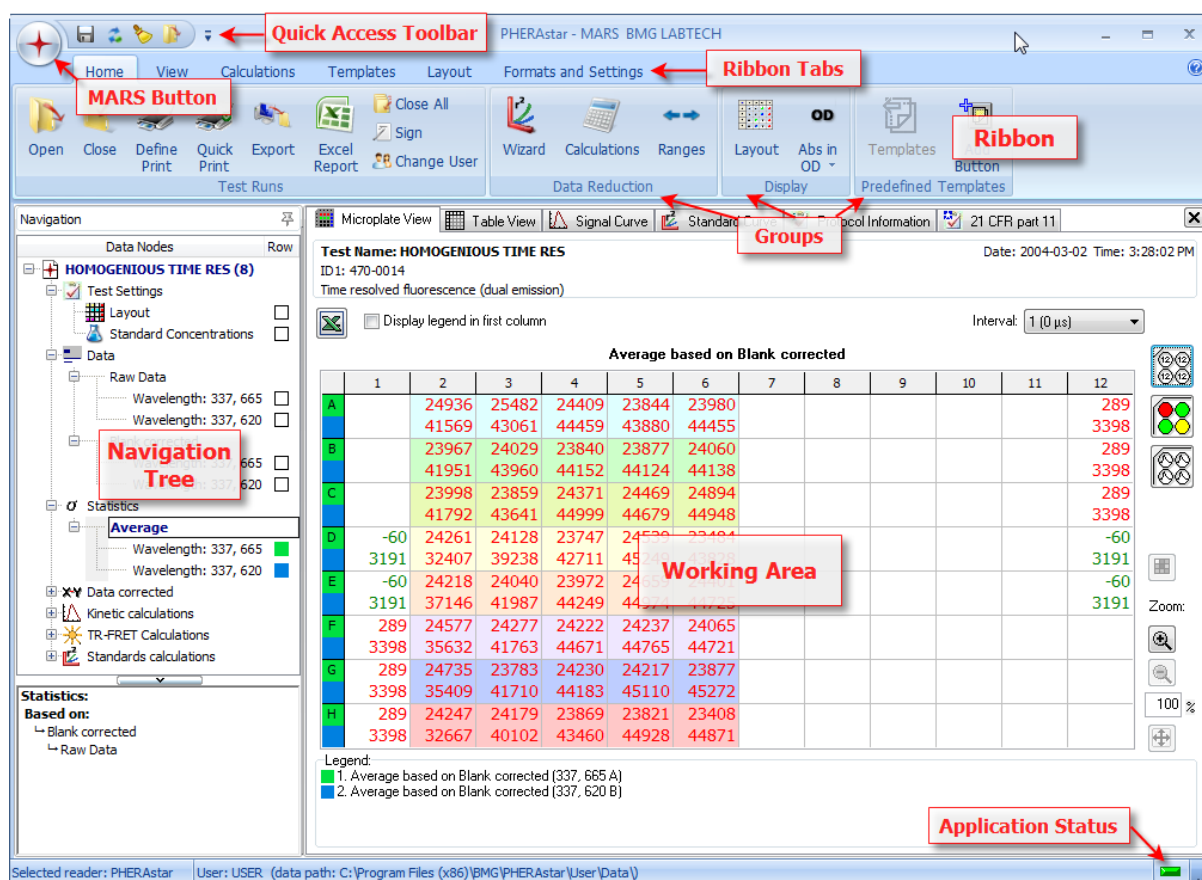 Quick Access Toolbar
PHERAstar - MARS BMG LABTECH
Home View Calculations Templates Layout Formats and Settings
Ribbon Tabs
MARS Button
Open Close Define Print Quick Print Export Excel Report Close All Sign Change User Wizard Calculations Ranges Layout OD Abs in OD Templates Button
Ribbon
Test Runs Data Reduction Display Predefined Templates
Groups
Navigation
Microplate View Table View Signal Curve Standard Curve Protocol Information 21 CFR part 11
Data Nodes Row
HOMOGENIOUS TIME RES (8)
Test Settings
Layout
Standard Concentrations
Data
Raw Data
Wavelength: 337, 665
Wavelength: 337, 620
Navigation Tree
665
620
σ Statistics
Average
Wavelength: 337, 665
Wavelength: 337, 620
X-Y Data corrected
Kinetic calculations
TR-FRET Calculations
Standards calculations
Statistics:
Based on:
Blank corrected
Raw Data
Test Name: HOMOGENIOUS TIME RES
Date: 2004-03-02 Time: 3:28:02 PM
ID1: 470-0014
Time resolved fluorescence (dual emission)
Display legend in first column
Interval: 1 (0 µs)
Average based on Blank corrected
1 2 3 4 5 6 7 8 9 10 11 12
A 24936 25482 24409 23844 23980 289
41569 43061 44459 43880 44455 3398
B 23967 24029 23840 23877 24060 289
41951 43960 44152 44124 44138 3398
C 23998 23859 24371 24469 24894 289
41792 43641 44999 44679 44948 3398
D -60 24261 24128 23747 -60
3191 32407 39238 42711 3191
E -60 24218 24040 23972 -60
3191 37146 41987 44249 3191
Working Area
F 289 24577 24277 24222 24237 24065
3398 35632 41763 44671 44765 44721
G 289 24735 23783 24230 24217 23877
3398 35409 41710 44183 45110 45272
H 289 24247 24179 23869 23821 23408
3398 32667 40102 43460 44928 44871
Zoom:
100 %
Legend:
1. Average based on Blank corrected (337, 665 A)
2. Average based on Blank corrected (337, 620 B)
Application Status
Selected reader: PHERAstar User: USER (data path: C:\Program Files (x86)\BMG\PHERAstar\User\Data\)